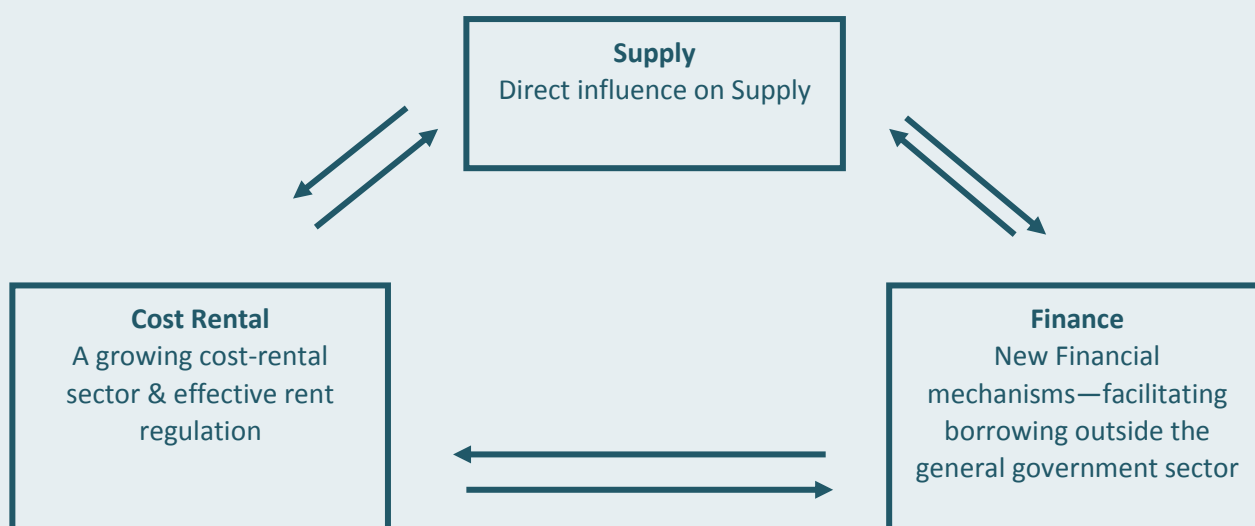 Supply
Direct influence on Supply
Cost Rental
A growing cost-rental
sector & effective rent
regulation
Finance
New Financial
mechanisms—facilitating
borrowing outside the
general government sector